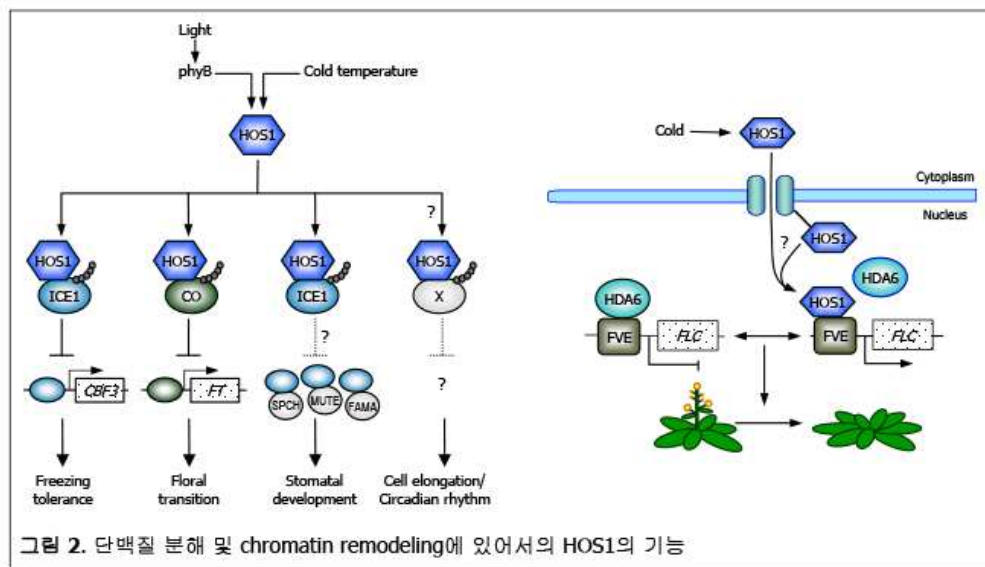 Light
phyB
Cold temperature
HOS1
?
HOS1
HOS1
HOS1
HOS1
ICE1
CO
ICE1
X
?
CBF3
FT
SPCH
MUTE
FAMA
?
Freezing
tolerance
Floral
transition
Stomatal
development
Cell elongation/
Circadian rhythm
Cold
HOS1
Cytoplasm
Nucleus
?
HOS1
HDA6
HDA6
HOS1
FVE
FLC
FVE
FLC
그림 2. 단백질 분해 및 chromatin remodeling에 있어서의 HOS1의 기능